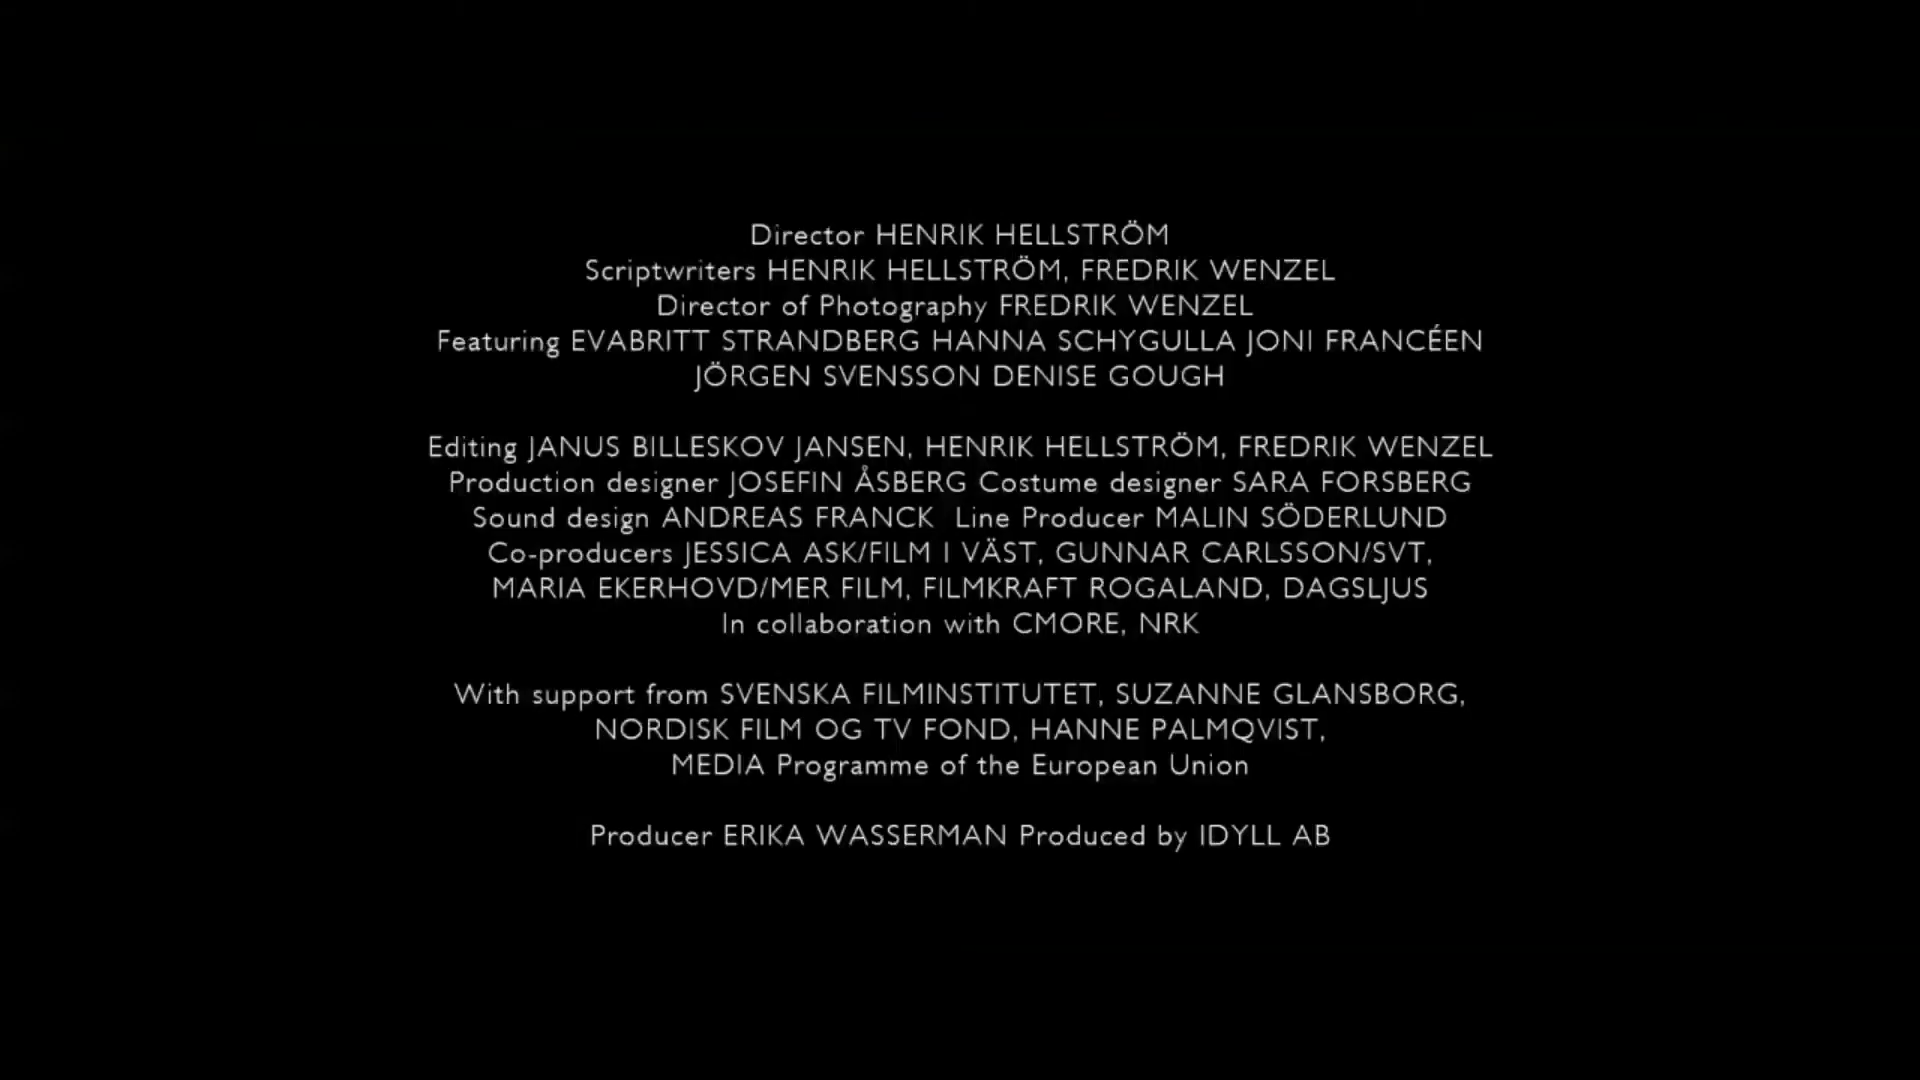 Director HENRIK HELLSTRÖM
Scriptwriters HENRIK HELLSTRÖM, FREDRIK WENZEL
Director of Photography FREDRIK WENZEL
Featuring EVABRITT STRANDBERG HANNA SCHYGULLA JONI FRANCÉEN
JÖRGEN SVENSSON DENISE GOUGH
Editing JANUS BILLESKOV JANSEN, HENRIK HELLSTRÖM, FREDRIK WENZEL
Production designer JOSEFIN ÅSBERG Costume designer SARA FORSBERG
Sound design ANDREAS FRANCK Line Producer MALIN SÖDERLUND
Co-producers JESSICA ASK/FILM I VÄST, GUNNAR CARLSSON/SVT,
MARIA EKERHOVD/MER FILM, FILMKRAFT ROGALAND, DAGSLJUS
In collaboration with CMORE, NRK
With support from SVENSKA FILMINSTITUTET, SUZANNE GLANSBORG,
NORDISK FILM OG TV FOND, HANNE PALMQVIST,
MEDIA Programme of the European Union
Producer ERIKA WASSERMAN Produced by IDYLL AB